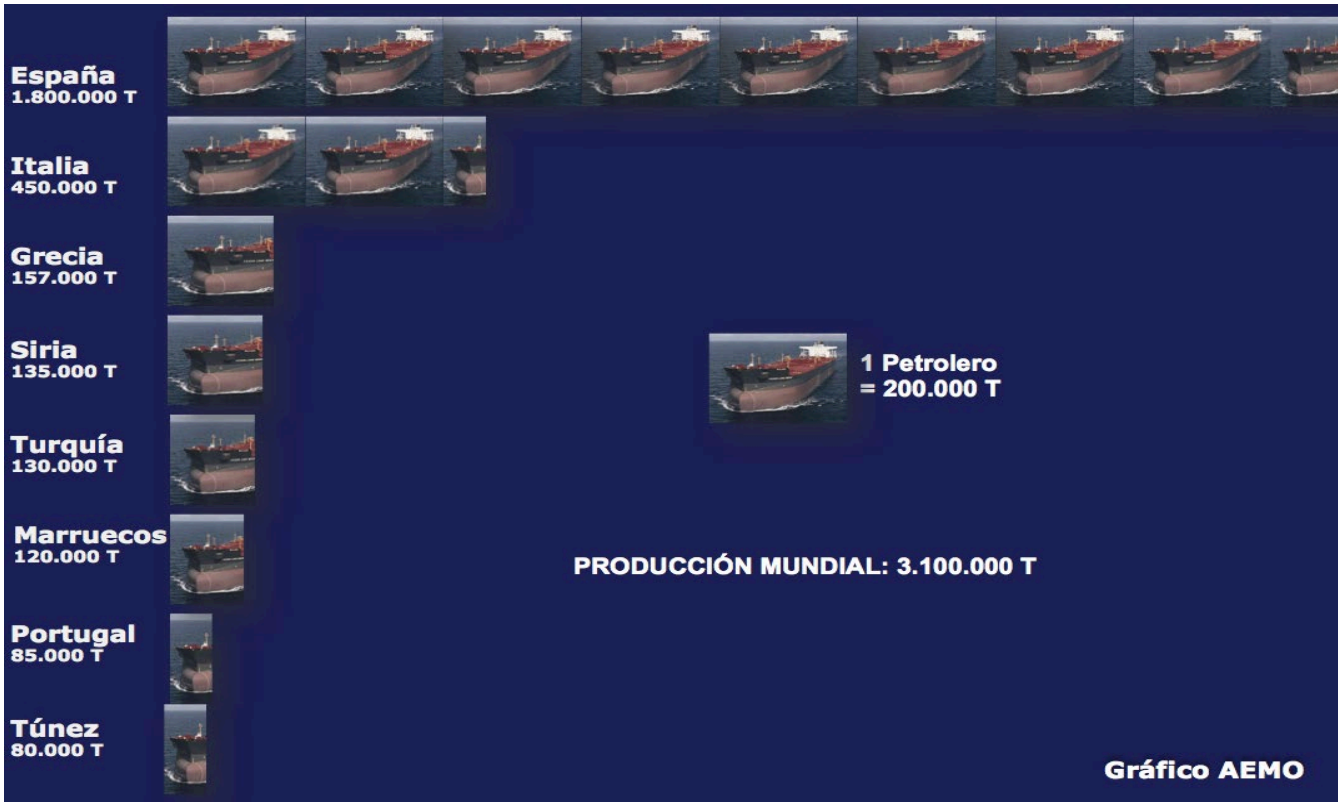 España
1.800.000 T
Italia
450.000 T
Grecia
157.000 T
Siria
135.000 T
1 Petrolero
= 200.000 T
Turquía
130.000 T
Marruecos
120.000 T
PRODUCCIÓN MUNDIAL: 3.100.000 T
Portugal
85.000 T
Túnez
80.000 T
Gráfico AEMO